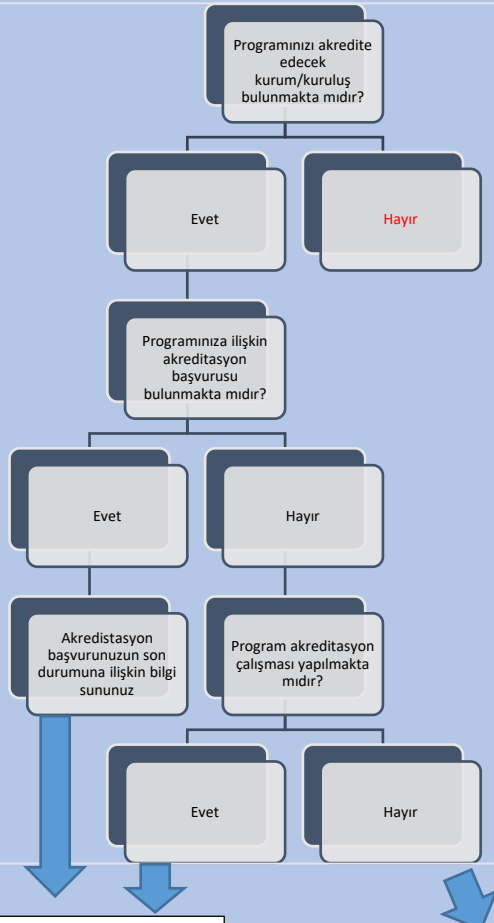 Programınızı akredite
edecek
kurum/kuruluş
bulunmakta mıdır?
Evet
Hayır
Programınıza ilişkin
akreditasyon
başvurusu
bulunmakta mıdır?
Evet
Hayır
Akredistasyon
başvurunuzun son
durumuna ilişkin bilgi
sununuz
Program akreditasyon
çalışması yapılmakta
mıdır?
Evet
Hayır